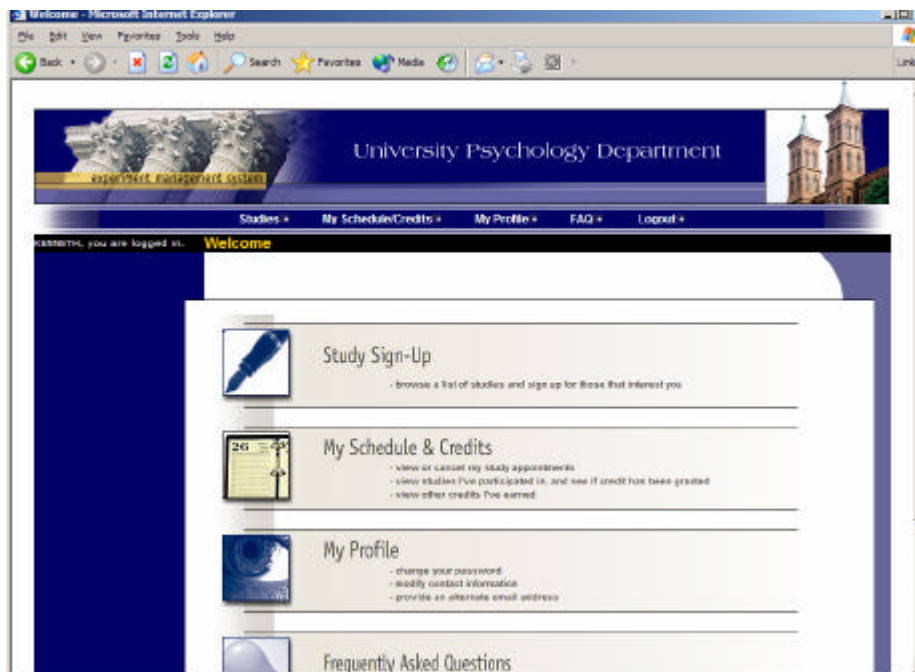 Welcome - Microsoft Internet Explorer
File Edit View Favorites Tools Help
Back Search Favorites Media
Links
University Psychology Department
experiment management system
Studies My Schedule/Credits My Profile FAQ Logout
KENNETH, you are logged in. Welcome
Study Sign-Up
- browse a list of studies and sign up for those that interest you
26
My Schedule & Credits
- view or cancel my study appointments
- view studies I've participated in, and see if credit has been granted
- view other credits I've earned
My Profile
- change your password
- modify contact information
- provide an alternate email address
Frequently Asked Questions